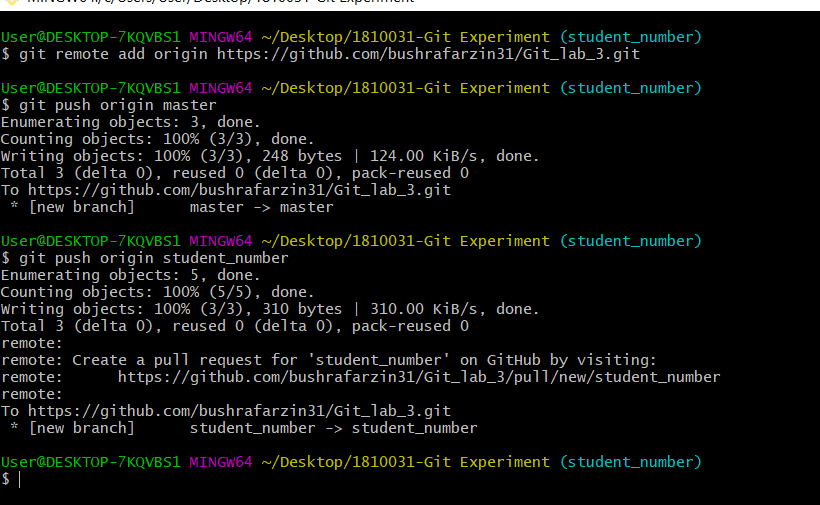 User@DESKTOP-7KQVBS1 MINGW64 ~/Desktop/1810031-Git Experiment (student_number)
$ git remote add origin https://github.com/bushrafarzin31/Git_lab_3.git
User@DESKTOP-7KQVBS1 MINGW64 ~/Desktop/1810031-Git Experiment (student_number)
$ git push origin master
Enumerating objects: 3, done.
Counting objects: 100% (3/3), done.
Writing objects: 100% (3/3), 248 bytes | 124.00 KiB/s, done.
Total 3 (delta 0), reused 0 (delta 0), pack-reused 0
To https://github.com/bushrafarzin31/Git_lab_3.git
 * [new branch]      master -> master
User@DESKTOP-7KQVBS1 MINGW64 ~/Desktop/1810031-Git Experiment (student_number)
$ git push origin student_number
Enumerating objects: 5, done.
Counting objects: 100% (5/5), done.
Writing objects: 100% (3/3), 310 bytes | 310.00 KiB/s, done.
Total 3 (delta 0), reused 0 (delta 0), pack-reused 0
remote:
remote: Create a pull request for 'student_number' on GitHub by visiting:
remote:      https://github.com/bushrafarzin31/Git_lab_3/pull/new/student_number
remote:
To https://github.com/bushrafarzin31/Git_lab_3.git
 * [new branch]      student_number -> student_number
User@DESKTOP-7KQVBS1 MINGW64 ~/Desktop/1810031-Git Experiment (student_number)
$